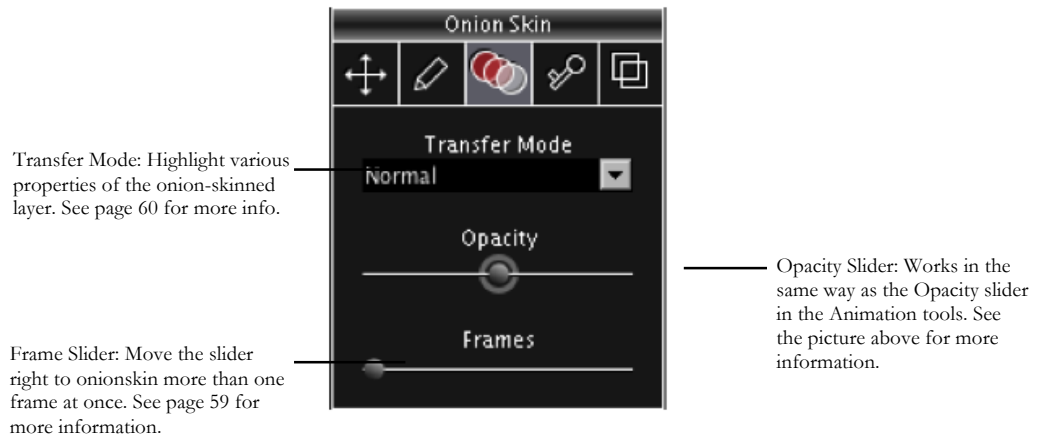 Onion Skin
Transfer Mode
Normal
Transfer Mode: Highlight various
properties of the onion-skinned
layer. See page 60 for more info.
Opacity
Opacity Slider: Works in the
same way as the Opacity slider
in the Animation tools. See
the picture above for more
information.
Frames
Frame Slider: Move the slider
right to onionskin more than one
frame at once. See page 59 for
more information.